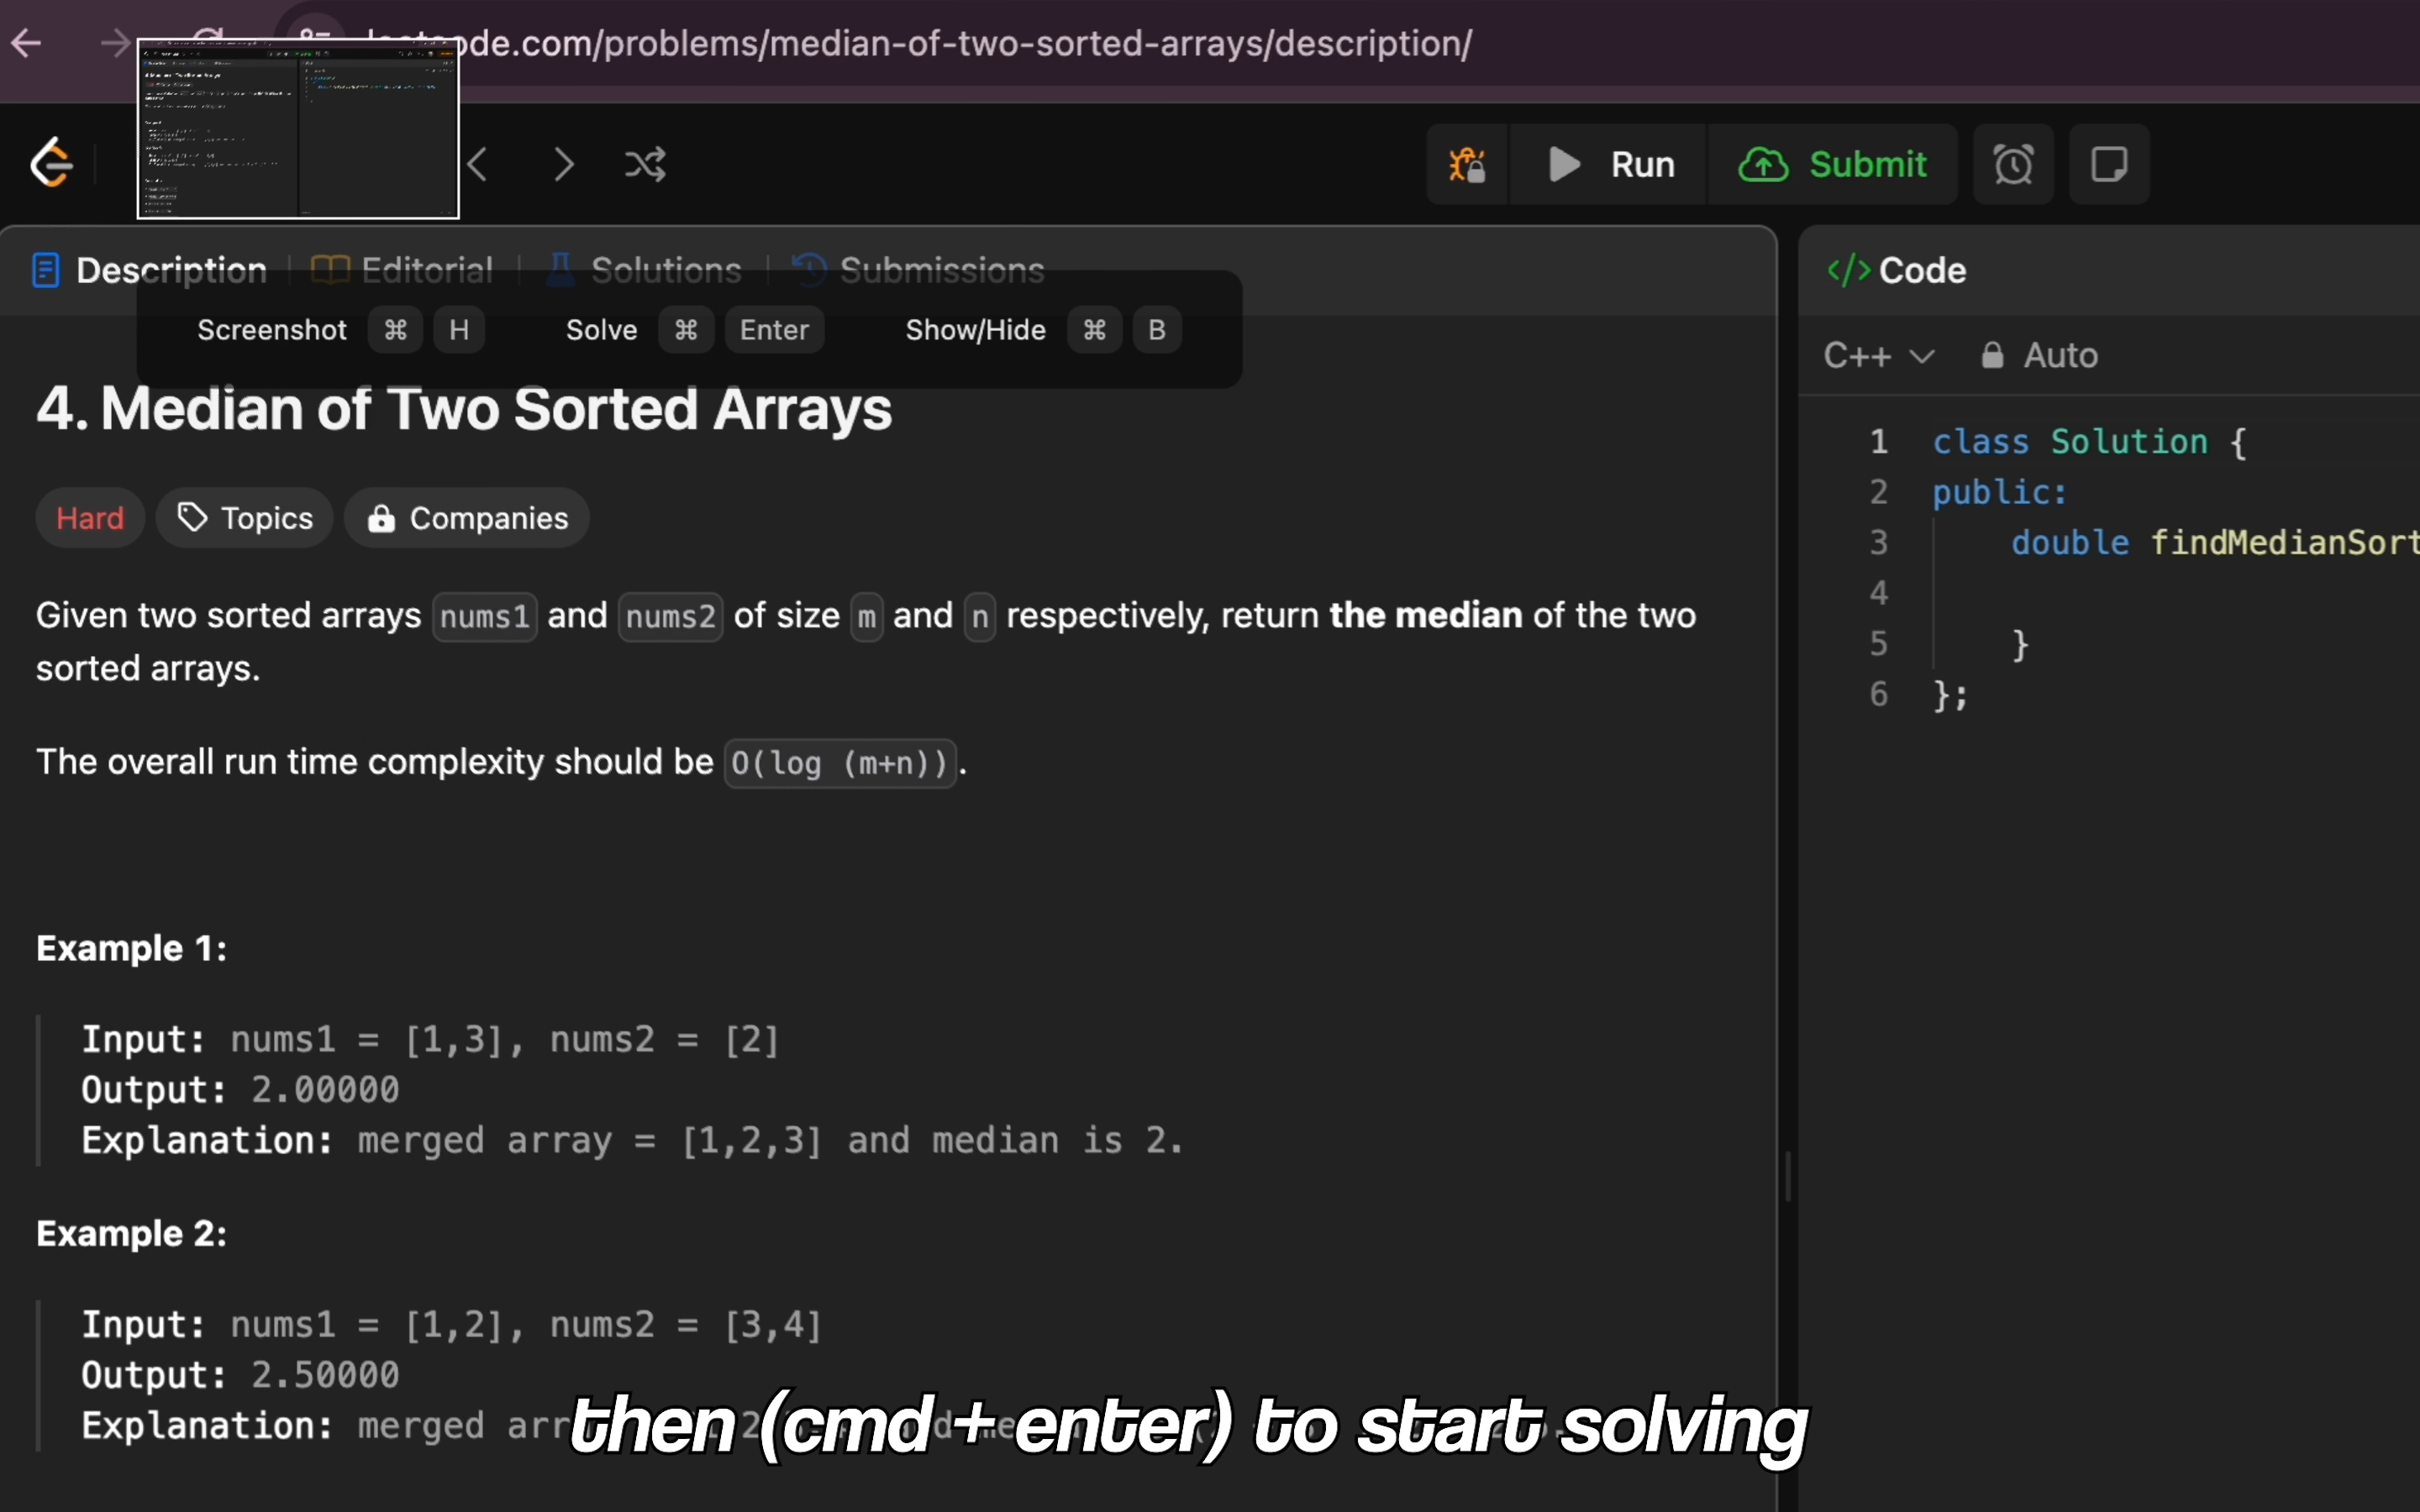 leetcode.com/problems/median-of-two-sorted-arrays/description/
Run
Submit
Description
Editorial
Solutions
Submissions
Screenshot ⌘ H Solve ⌘ Enter Show/Hide ⌘ B
4. Median of Two Sorted Arrays
Hard
Topics
Companies
Given two sorted arrays nums1 and nums2 of size m and n respectively, return the median of the two
sorted arrays.
The overall run time complexity should be O(log (m+n)).
Example 1:
Input: nums1 = [1,3], nums2 = [2]
Output: 2.00000
Explanation: merged array = [1,2,3] and median is 2.
Example 2:
Input: nums1 = [1,2], nums2 = [3,4]
Output: 2.50000
Explanation: merged arr
then (cmd + enter) to start solving
</> Code
C++
Auto
1 class Solution {
2 public:
3 double findMedianSort
4
5 }
6 };